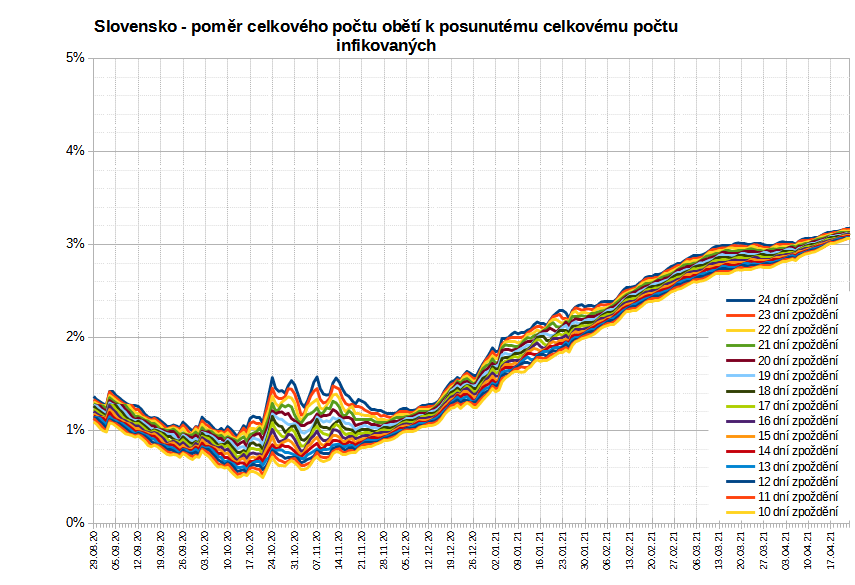 Slovensko - poměr celkového počtu obětí k posunutému celkovému počtu
infikovaných
5%
4%
3%
2%
1%
0%
24 dní zpoždění
23 dní zpoždění
22 dní zpoždění
21 dní zpoždění
20 dní zpoždění
19 dní zpoždění
18 dní zpoždění
17 dní zpoždění
16 dní zpoždění
15 dní zpoždění
14 dní zpoždění
13 dní zpoždění
12 dní zpoždění
11 dní zpoždění
10 dní zpoždění
29.08.20
05.09.20
12.09.20
19.09.20
26.09.20
03.10.20
10.10.20
17.10.20
24.10.20
31.10.20
07.11.20
14.11.20
21.11.20
28.11.20
05.12.20
12.12.20
19.12.20
26.12.20
02.01.21
09.01.21
16.01.21
23.01.21
30.01.21
06.02.21
13.02.21
20.02.21
27.02.21
06.03.21
13.03.21
20.03.21
27.03.21
03.04.21
10.04.21
17.04.21